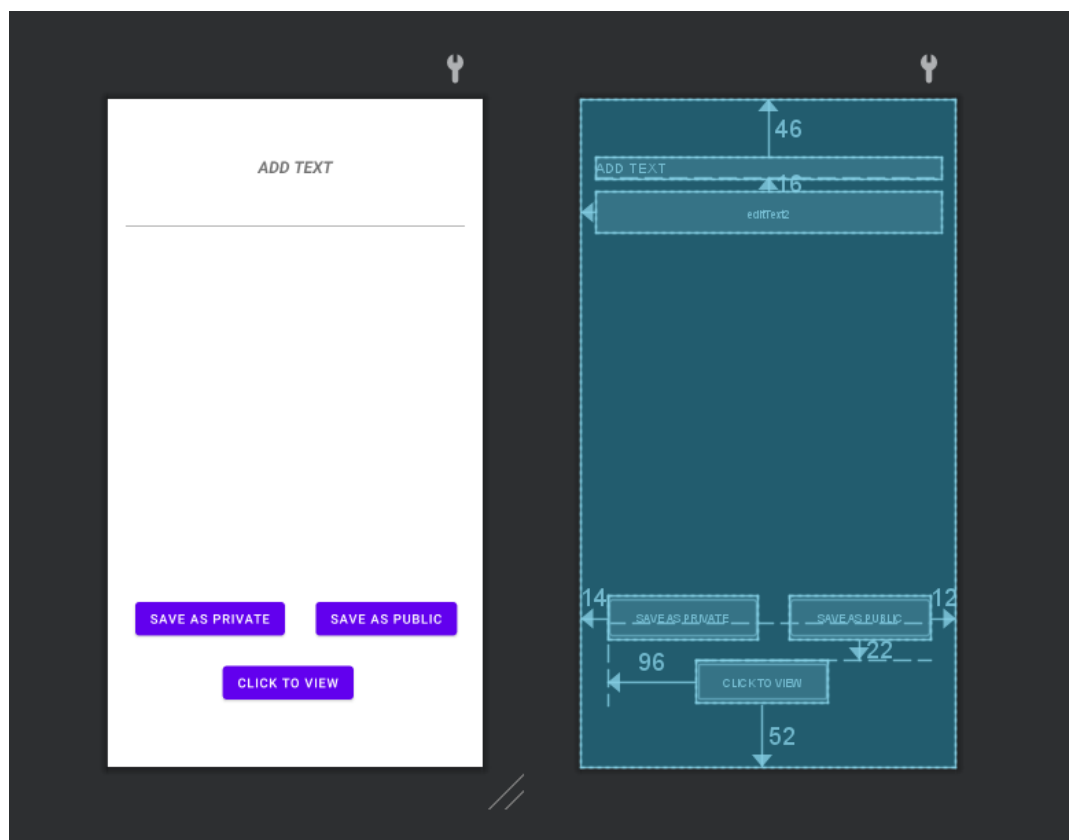 ADD TEXT
SAVE AS PRIVATE
SAVE AS PUBLIC
CLICK TO VIEW
46
ADD TEXT
16
editText2
14
SAVE AS PRIVATE
SAVE AS PUBLIC
12
22
96
CLICK TO VIEW
52